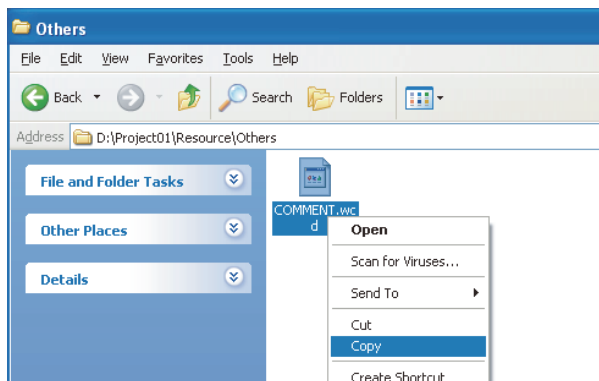 Others
File Edit View Favorites Tools Help
Back Search Folders
Address D:\Project01\Resource\Others
File and Folder Tasks
Other Places
Details
COMMENT.wc
d
Open
Scan for Viruses...
Send To
Cut
Copy
Create Shortcut